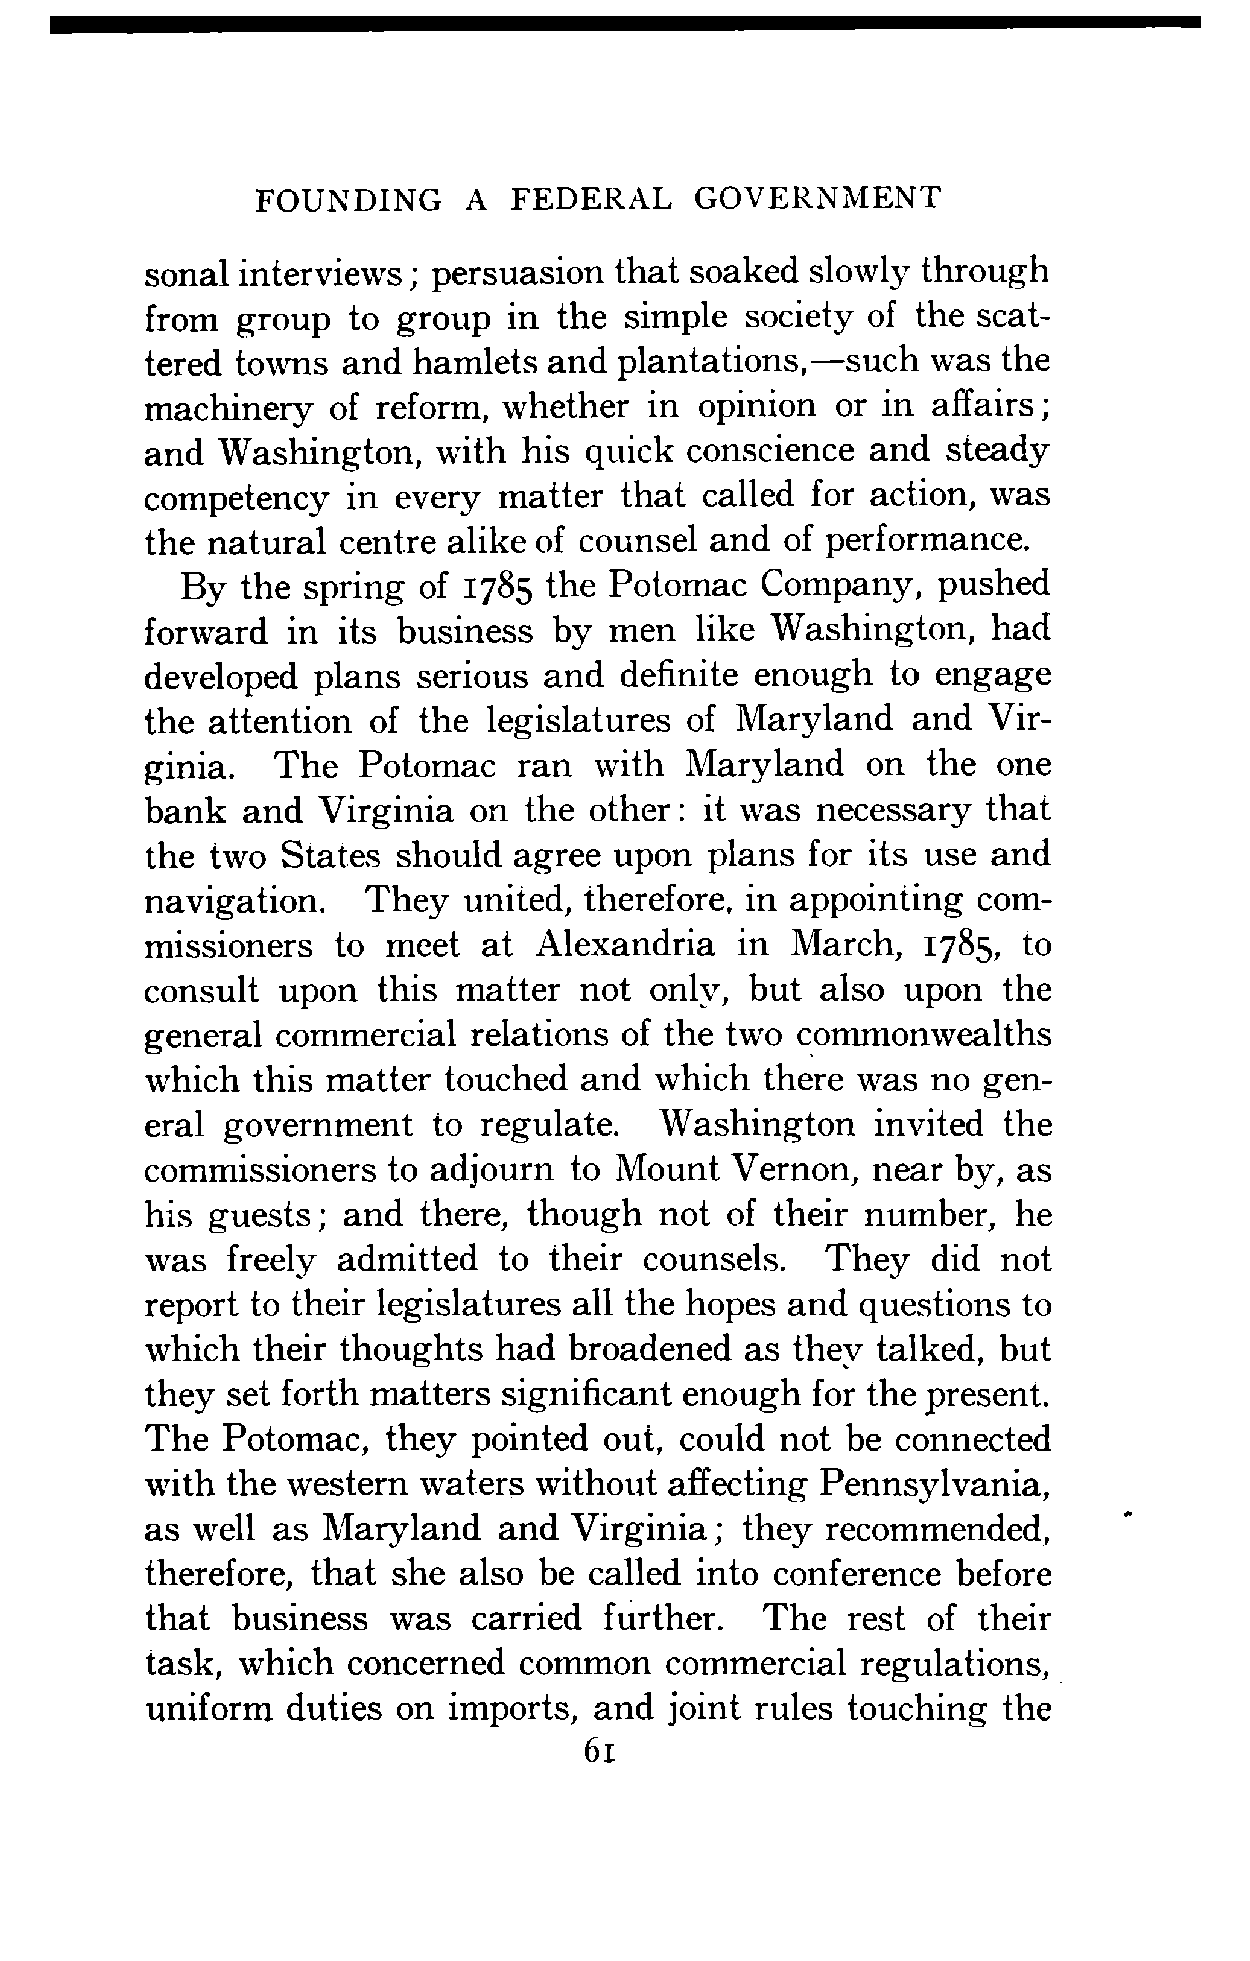 FOUNDING A FEDERAL GOVERNMENT
sonal interviews; persuasion that soaked slowly through
from group to group in the simple society of the scat-
tered towns and hamlets and plantations,—such was the
machinery of reform, whether in opinion or in affairs;
and Washington, with his quick conscience and steady
competency in every matter that called for action, was
the natural centre alike of counsel and of performance.
By the spring of 1785 the Potomac Company, pushed
forward in its business by men like Washington, had
developed plans serious and definite enough to engage
the attention of the legislatures of Maryland and Vir-
ginia. The Potomac ran with Maryland on the one
bank and Virginia on the other: it was necessary that
the two States should agree upon plans for its use and
navigation. They united, therefore, in appointing com-
missioners to meet at Alexandria in March, 1785, to
consult upon this matter not only, but also upon the
general commercial relations of the two commonwealths
which this matter touched and which there was no gen-
eral government to regulate. Washington invited the
commissioners to adjourn to Mount Vernon, near by, as
his guests; and there, though not of their number, he
was freely admitted to their counsels. They did not
report to their legislatures all the hopes and questions to
which their thoughts had broadened as they talked, but
they set forth matters significant enough for the present.
The Potomac, they pointed out, could not be connected
with the western waters without affecting Pennsylvania,
as well as Maryland and Virginia; they recommended,
therefore, that she also be called into conference before
that business was carried further. The rest of their
task, which concerned common commercial regulations,
uniform duties on imports, and joint rules touching the
61